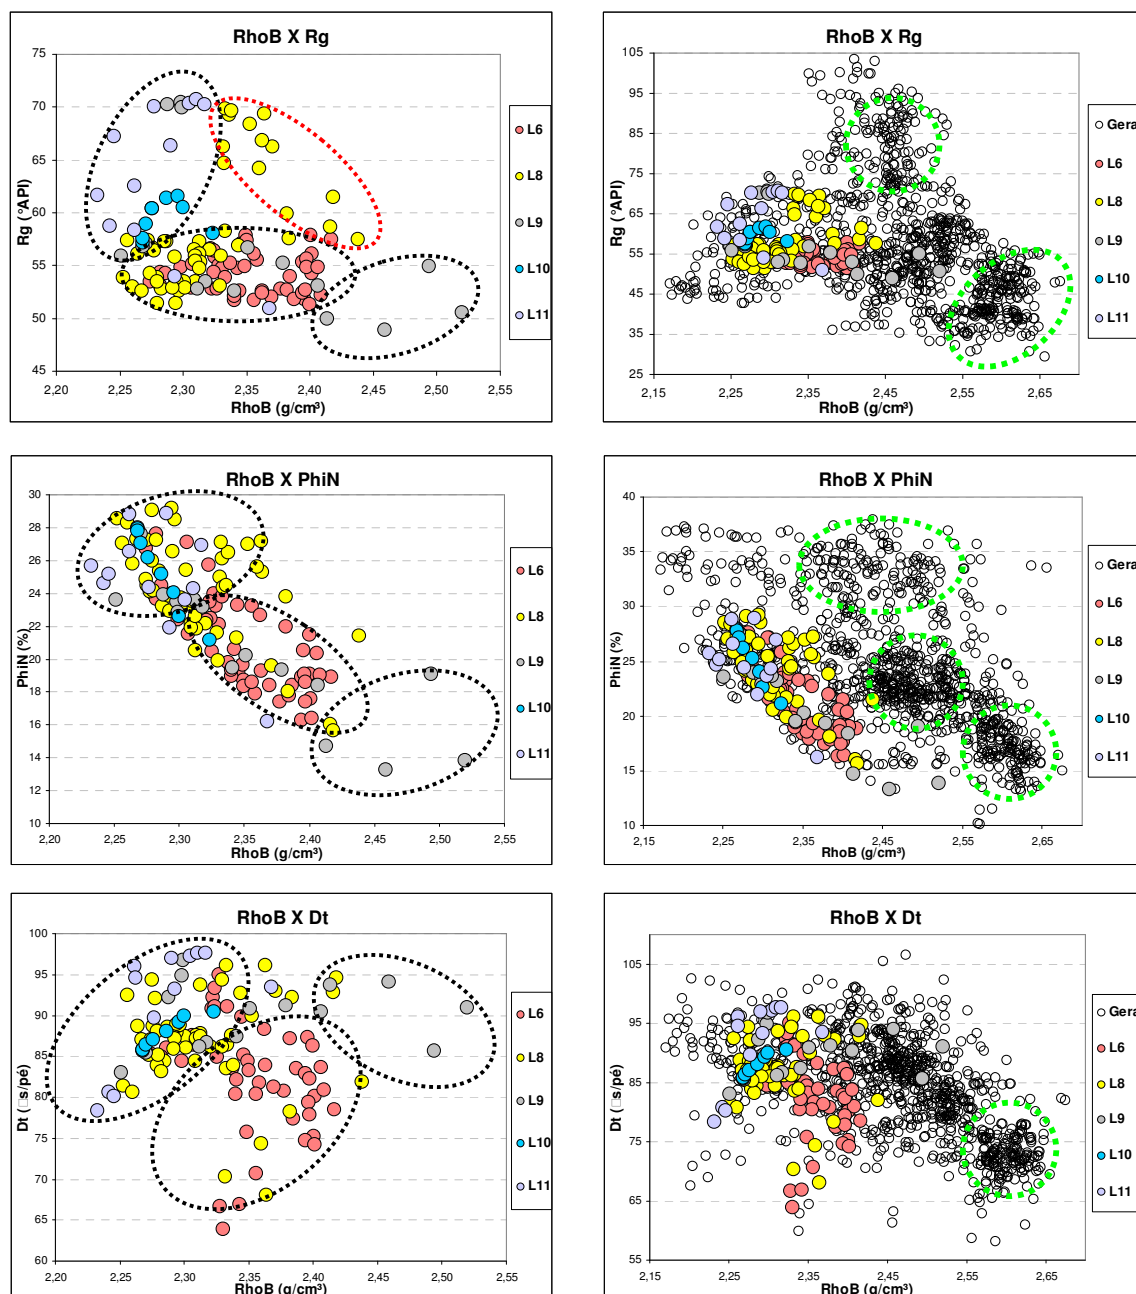 RhoB X Rg
75
70
65
60
55
50
45
Rg (°API)
2,20 2,25 2,30 2,35 2,40 2,45 2,50 2,55
RhoB (g/cm³)
L6
L8
L9
L10
L11
RhoB X Rg
105
95
85
75
65
55
45
35
25
Rg (°API)
2,15 2,25 2,35 2,45 2,55 2,65
RhoB (g/cm³)
Gera
L6
L8
L9
L10
L11
RhoB X PhiN
30
28
26
24
22
20
18
16
14
12
10
PhiN (%)
2,20 2,25 2,30 2,35 2,40 2,45 2,50 2,55
RhoB (g/cm³)
L6
L8
L9
L10
L11
RhoB X PhiN
40
35
30
25
20
15
10
PhiN (%)
2,15 2,25 2,35 2,45 2,55 2,65
RhoB (g/cm³)
Gera
L6
L8
L9
L10
L11
RhoB X Dt
100
95
90
85
80
75
70
65
60
Dt (□s/pé)
2,20 2,25 2,30 2,35 2,40 2,45 2,50 2,55
RhoB (g/cm³)
L6
L8
L9
L10
L11
RhoB X Dt
105
95
85
75
65
55
Dt (□s/pé)
2,15 2,25 2,35 2,45 2,55 2,65
RhoB (g/cm³)
Gera
L6
L8
L9
L10
L11